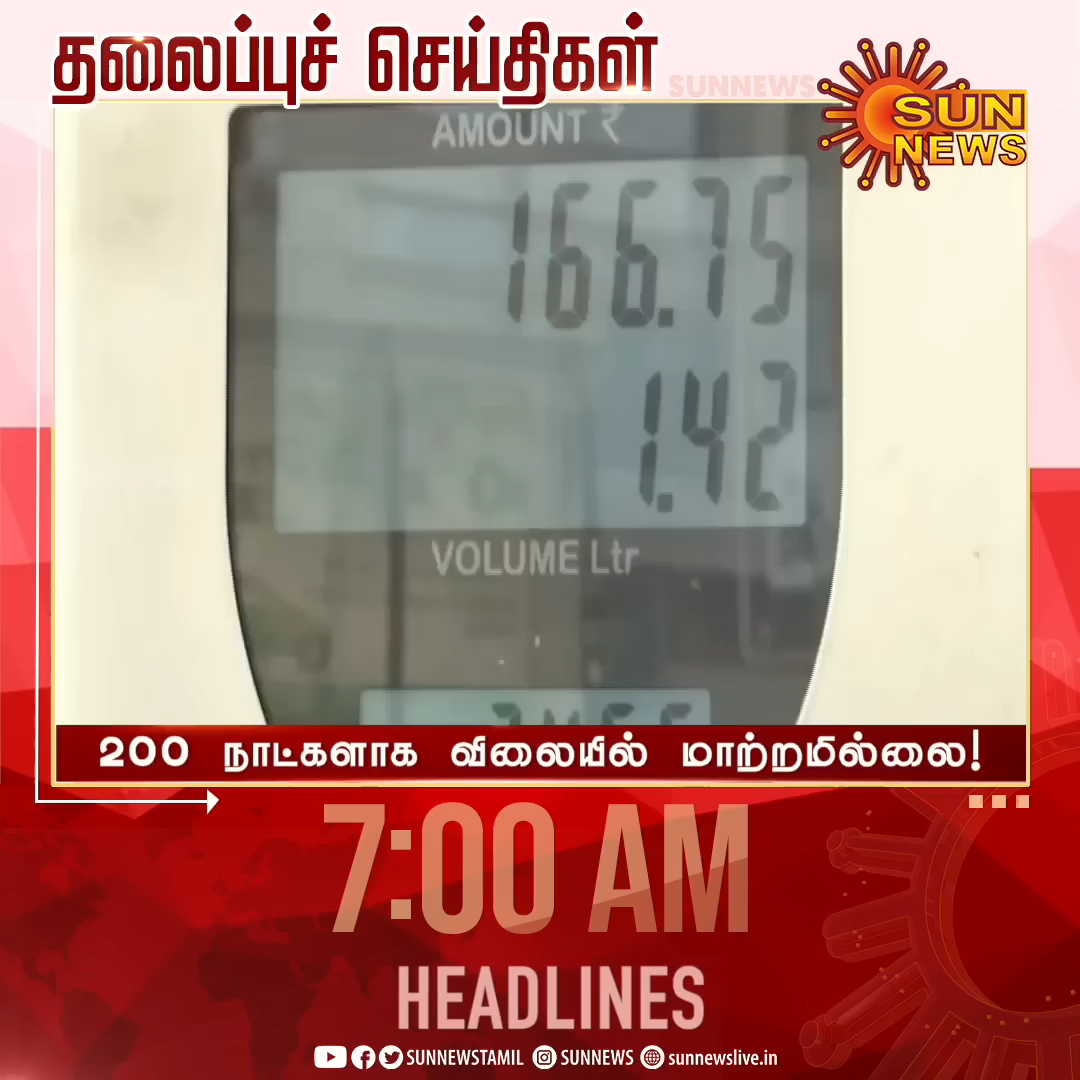 தலைப்புச் செய்திகள்
SUNNEWS
SUN
NEWS
AMOUNT ₹
166.75
1.42
VOLUME Ltr
200 நாட்களாக விலையில் மாற்றமில்லை!
7:00 AM
HEADLINES
SUNNEWSTAMIL SUNNEWS sunnewslive.in